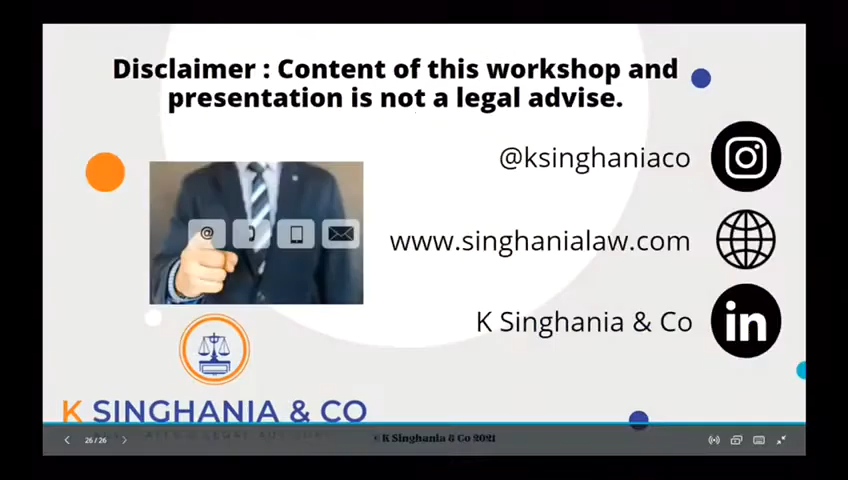 Disclaimer : Content of this workshop and
presentation is not a legal advise.
@ksinghaniaco
@
www.singhanialaw.com
in
K Singhania & Co
K SINGHANIA & CO
26 / 26
© K Singhania & Co 2021